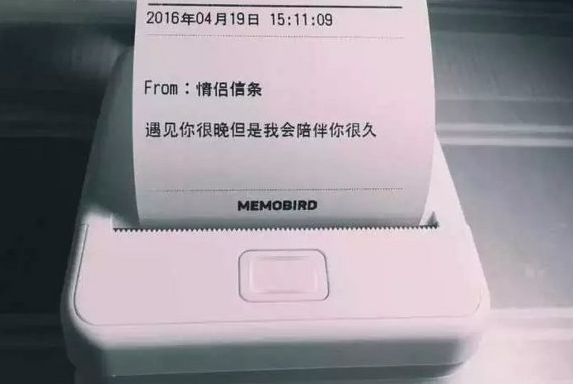 2016年04月19日 15:11:09
From：情侣信条
遇见你很晚但是我会陪伴你很久
MEMOBIRD